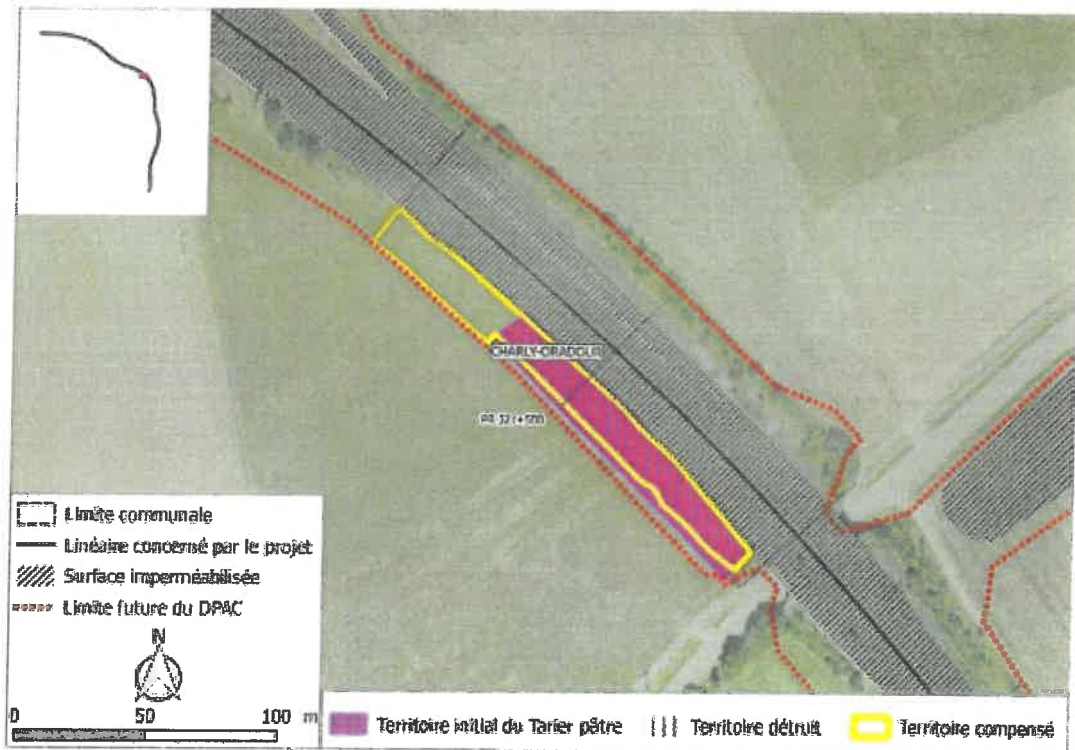 CHARLY-ORADOUR
Limite communale
Linéaire concerné par le projet
Surface imperméabilisée
Limite future du DPAC
N
0 50 100 m
Territoire initial du Tarier pâtre
Territoire détruit
Territoire compensé